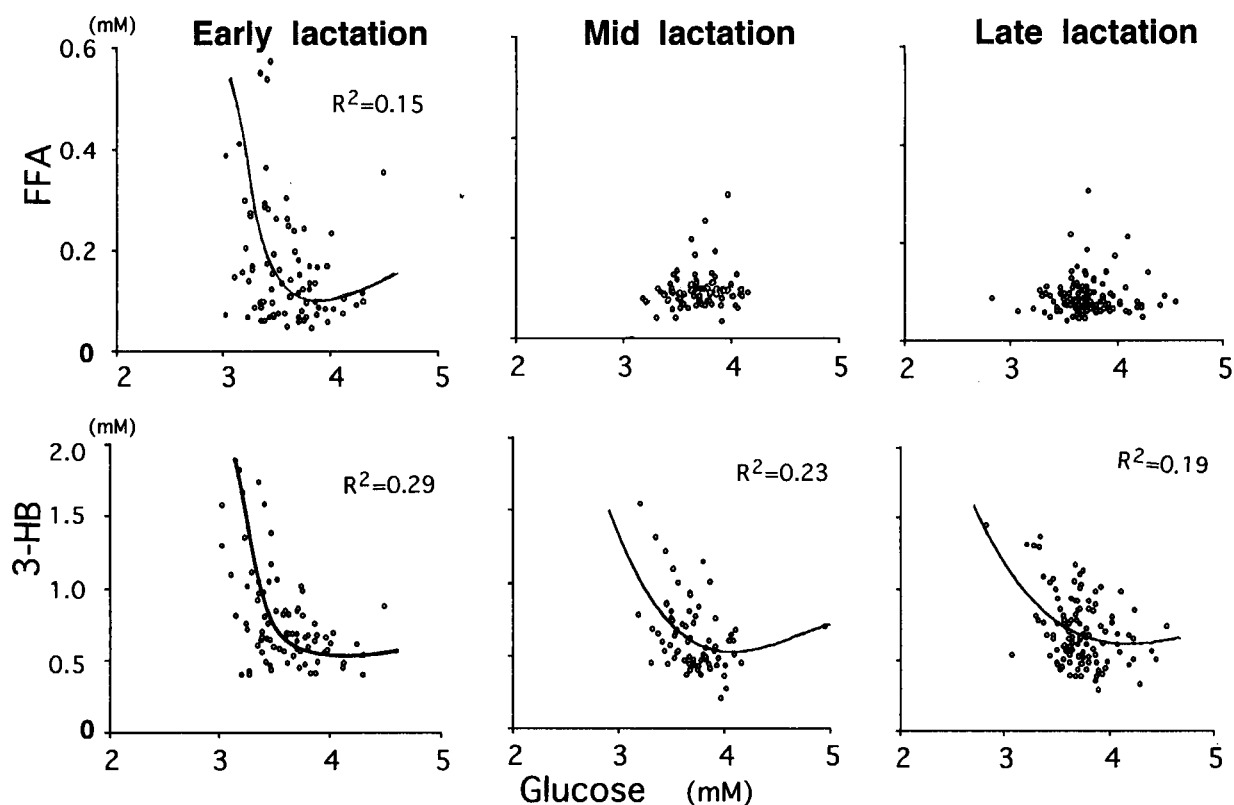 (mM) Early lactation Mid lactation Late lactation
0.6
R²=0.15
0.4
FFA
0.2
0
2 3 4 5 2 3 4 5 2 3 4 5
(mM)
2.0
R²=0.29 R²=0.23 R²=0.19
1.5
3-HB
1.0
0.5
0
2 3 4 5 2 3 4 5 2 3 4 5
Glucose (mM)